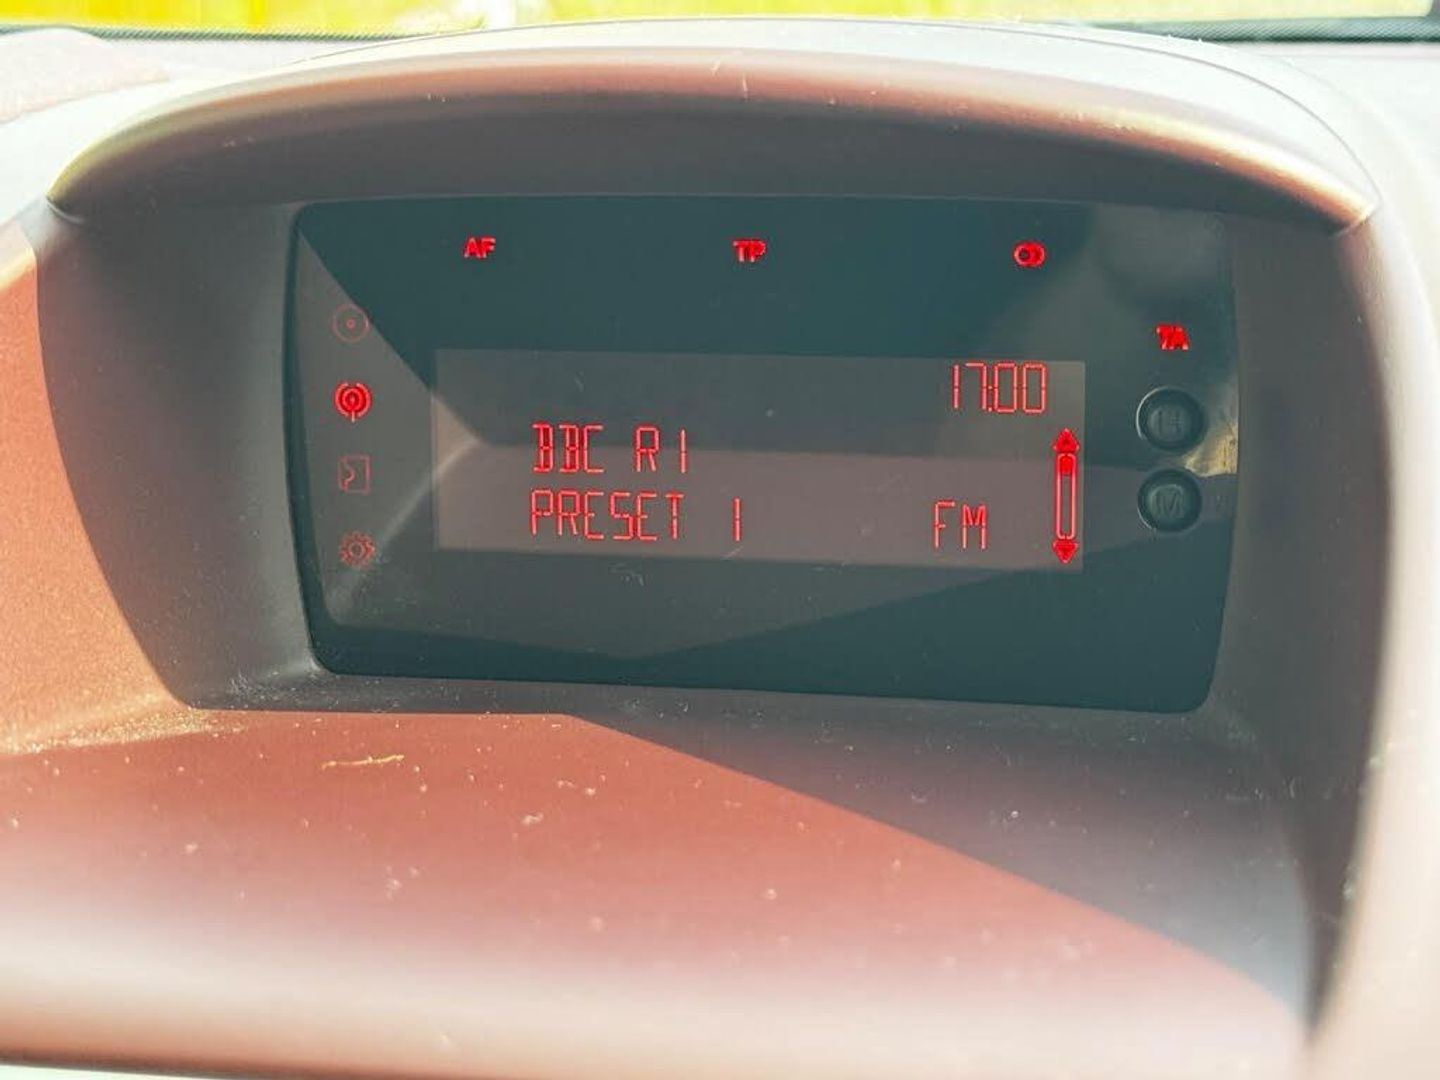 AF TP
TA
17:00
BBC R1
H
PRESET 1 FM
M